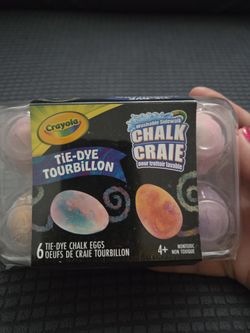 Crayola
Washable Sidewalk
CHALK
CRAIE
pour trottoir lavable
TIE-DYE
TOURBILLON
6 TIE-DYE CHALK EGGS
OEUFS DE CRAIE TOURBILLON
4+
NONTOXIC
NON TOXIQUE